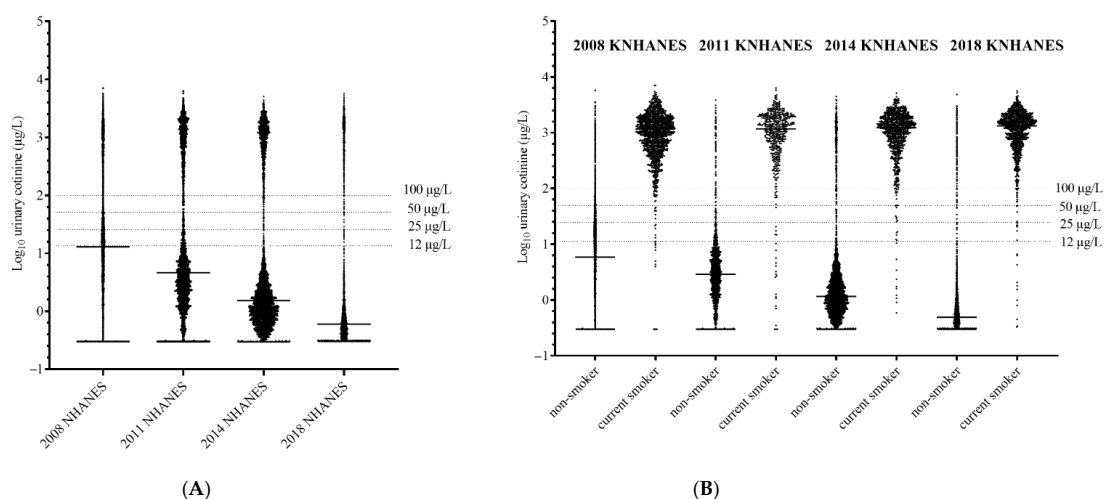 5
4
3
2
1
0
−1
Log10 urinary cotinine (µg/L)
100 µg/L
50 µg/L
25 µg/L
12 µg/L
2008 NHANES
2011 NHANES
2014 NHANES
2018 NHANES
(A)
2008 KNHANES 2011 KNHANES 2014 KNHANES 2018 KNHANES
5
4
3
2
1
0
−1
Log10 urinary cotinine (µg/L)
100 µg/L
50 µg/L
25 µg/L
12 µg/L
non-smoker
current smoker
non-smoker
current smoker
non-smoker
current smoker
non-smoker
current smoker
(B)